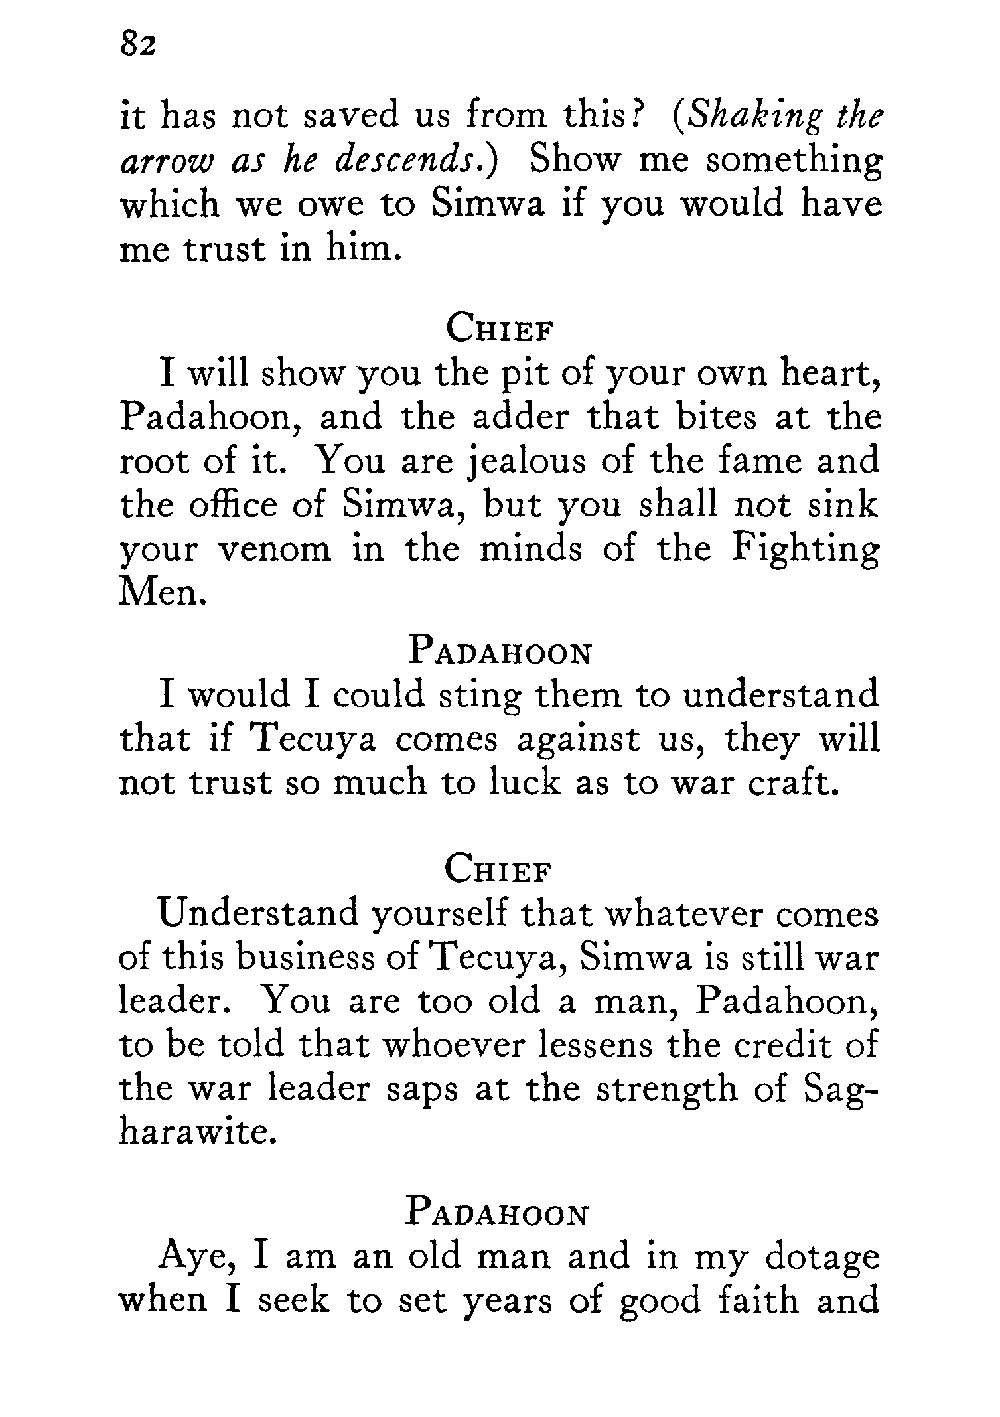 82
it has not saved us from this? (Shaking the
arrow as he descends.) Show me something
which we owe to Simwa if you would have
me trust in him.
CHIEF
I will show you the pit of your own heart,
Padahoon, and the adder that bites at the
root of it. You are jealous of the fame and
the office of Simwa, but you shall not sink
your venom in the minds of the Fighting
Men.
PADAHOON
I would I could sting them to understand
that if Tecuya comes against us, they will
not trust so much to luck as to war craft.
CHIEF
Understand yourself that whatever comes
of this business of Tecuya, Simwa is still war
leader. You are too old a man, Padahoon,
to be told that whoever lessens the credit of
the war leader saps at the strength of Sag-
harawite.
PADAHOON
Aye, I am an old man and in my dotage
when I seek to set years of good faith and